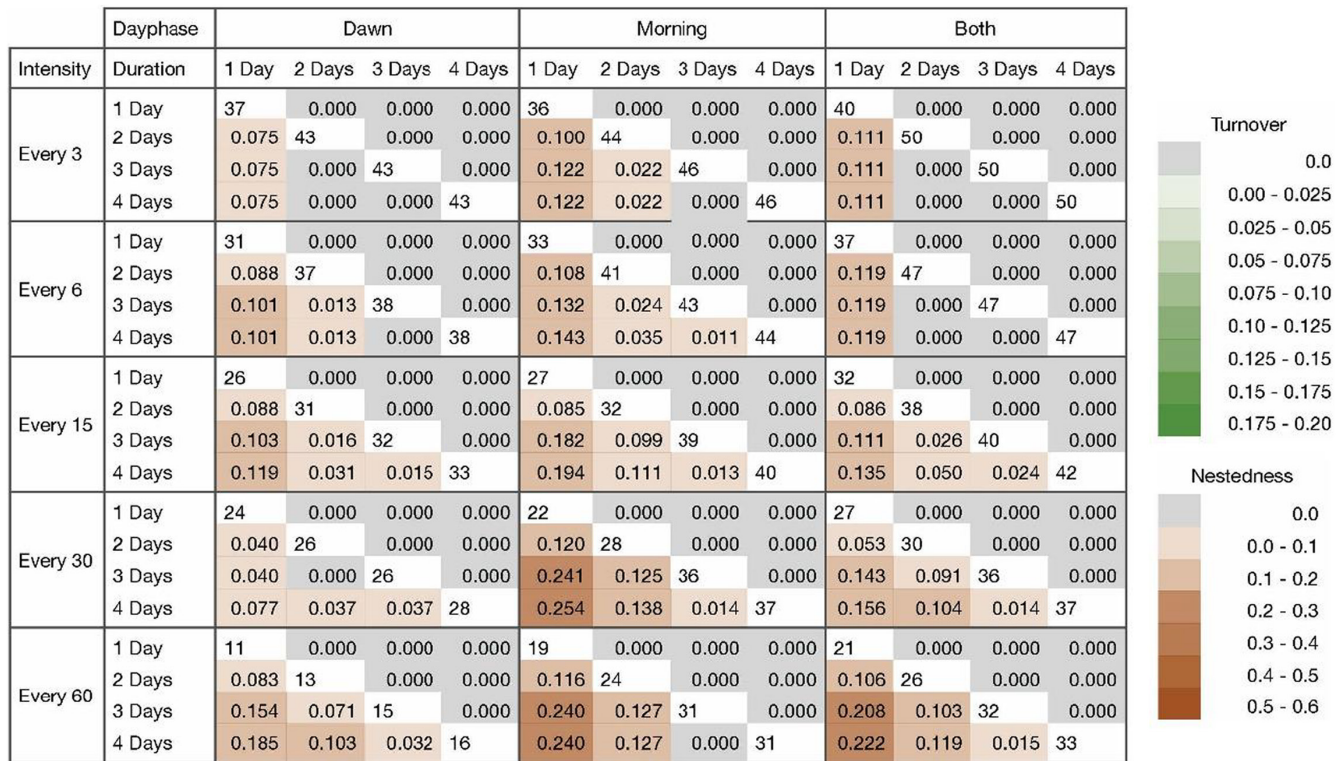 Dayphase Dawn Morning Both
Intensity Duration 1 Day 2 Days 3 Days 4 Days 1 Day 2 Days 3 Days 4 Days 1 Day 2 Days 3 Days 4 Days
Every 3
1 Day 37 0.000 0.000 0.000 36 0.000 0.000 0.000 40 0.000 0.000 0.000
2 Days 0.075 43 0.000 0.000 0.100 44 0.000 0.000 0.111 50 0.000 0.000
3 Days 0.075 0.000 43 0.000 0.122 0.022 46 0.000 0.111 0.000 50 0.000
4 Days 0.075 0.000 0.000 43 0.122 0.022 0.000 46 0.111 0.000 0.000 50
Every 6
1 Day 31 0.000 0.000 0.000 33 0.000 0.000 0.000 37 0.000 0.000 0.000
2 Days 0.088 37 0.000 0.000 0.108 41 0.000 0.000 0.119 47 0.000 0.000
3 Days 0.101 0.013 38 0.000 0.132 0.024 43 0.000 0.119 0.000 47 0.000
4 Days 0.101 0.013 0.000 38 0.143 0.035 0.011 44 0.119 0.000 0.000 47
Every 15
1 Day 26 0.000 0.000 0.000 27 0.000 0.000 0.000 32 0.000 0.000 0.000
2 Days 0.088 31 0.000 0.000 0.085 32 0.000 0.000 0.086 38 0.000 0.000
3 Days 0.103 0.016 32 0.000 0.182 0.099 39 0.000 0.111 0.026 40 0.000
4 Days 0.119 0.031 0.015 33 0.194 0.111 0.013 40 0.135 0.050 0.024 42
Every 30
1 Day 24 0.000 0.000 0.000 22 0.000 0.000 0.000 27 0.000 0.000 0.000
2 Days 0.040 26 0.000 0.000 0.120 28 0.000 0.000 0.053 30 0.000 0.000
3 Days 0.040 0.000 26 0.000 0.241 0.125 36 0.000 0.143 0.091 36 0.000
4 Days 0.077 0.037 0.037 28 0.254 0.138 0.014 37 0.156 0.104 0.014 37
Every 60
1 Day 11 0.000 0.000 0.000 19 0.000 0.000 0.000 21 0.000 0.000 0.000
2 Days 0.083 13 0.000 0.000 0.116 24 0.000 0.000 0.106 26 0.000 0.000
3 Days 0.154 0.071 15 0.000 0.240 0.127 31 0.000 0.208 0.103 32 0.000
4 Days 0.185 0.103 0.032 16 0.240 0.127 0.000 31 0.222 0.119 0.015 33
Turnover
0.0
0.00 - 0.025
0.025 - 0.05
0.05 - 0.075
0.075 - 0.10
0.10 - 0.125
0.125 - 0.15
0.15 - 0.175
0.175 - 0.20
Nestedness
0.0
0.0 - 0.1
0.1 - 0.2
0.2 - 0.3
0.3 - 0.4
0.4 - 0.5
0.5 - 0.6